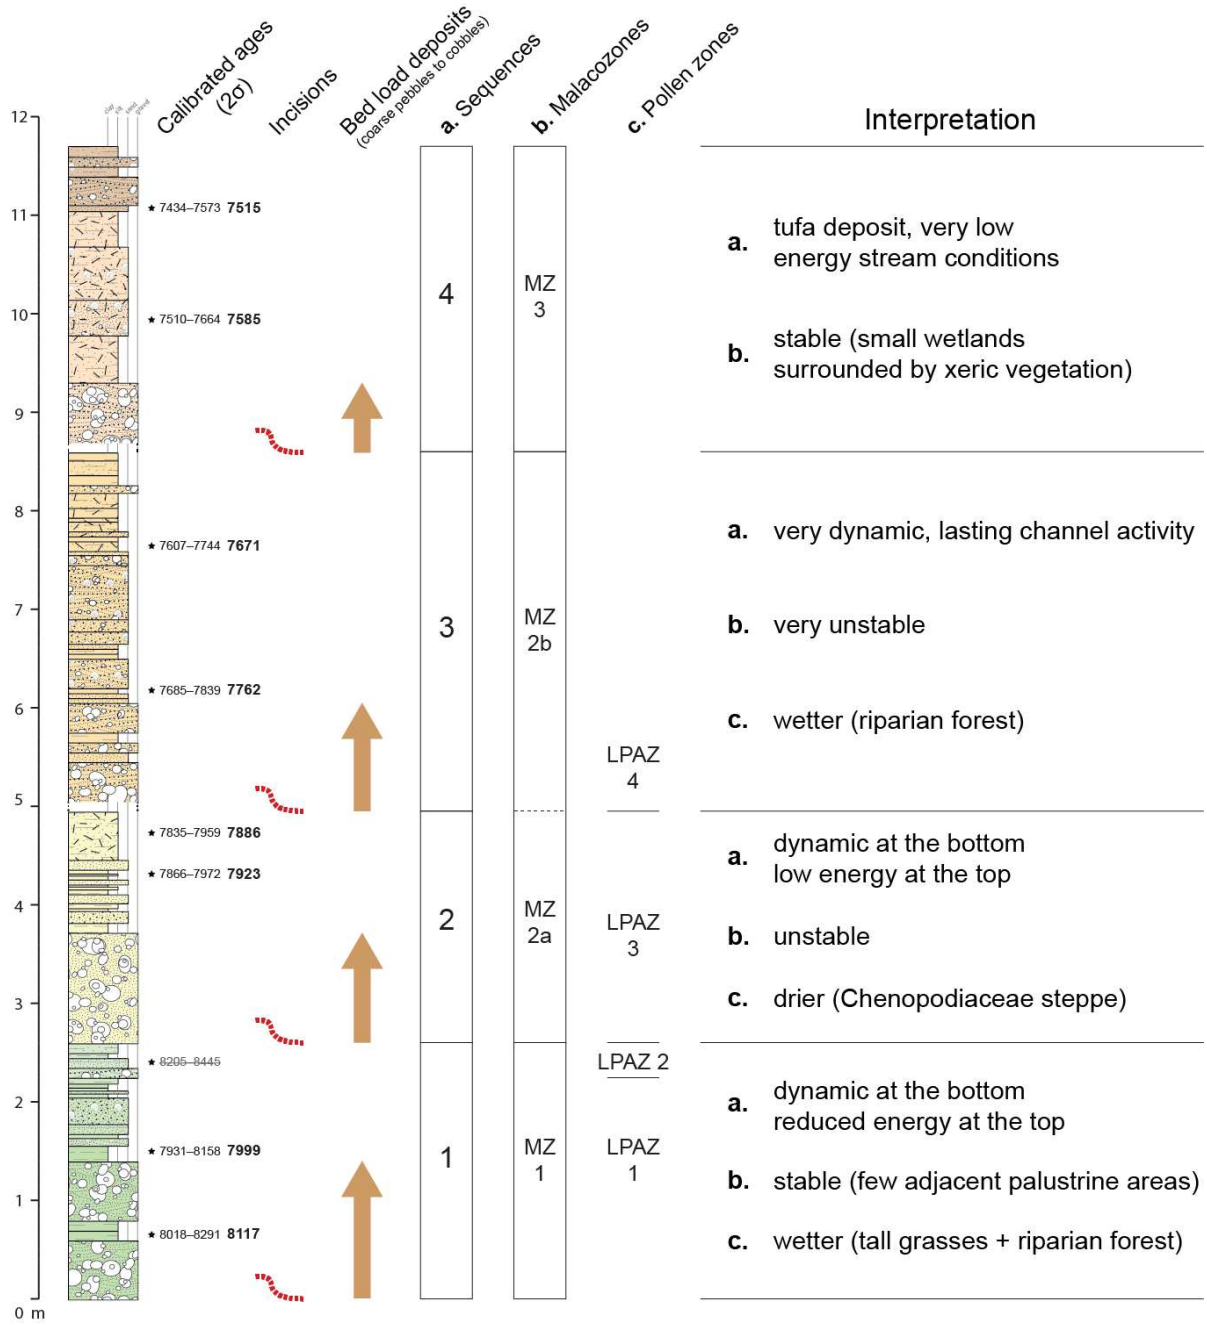 Calibrated ages
(2σ)
Incisions
Bed load deposits
(coarse pebbles to cobbles)
a. Sequences
b. Malacozones
c. Pollen zones
Interpretation
clay
silt
sand
gravel
12
11
10
9
8
7
6
5
4
3
2
1
0 m
★ 7434–7573 7515
★ 7510–7664 7585
★ 7607–7744 7671
★ 7685–7839 7762
★ 7835–7959 7886
★ 7866–7972 7923
★ 8205–8445
★ 7931–8158 7999
★ 8018–8291 8117
4
3
2
1
MZ
3
MZ
2b
MZ
2a
MZ
1
LPAZ
4
LPAZ
3
LPAZ 2
LPAZ
1
a. tufa deposit, very low
energy stream conditions
b. stable (small wetlands
surrounded by xeric vegetation)
a. very dynamic, lasting channel activity
b. very unstable
c. wetter (riparian forest)
a. dynamic at the bottom
low energy at the top
b. unstable
c. drier (Chenopodiaceae steppe)
a. dynamic at the bottom
reduced energy at the top
b. stable (few adjacent palustrine areas)
c. wetter (tall grasses + riparian forest)